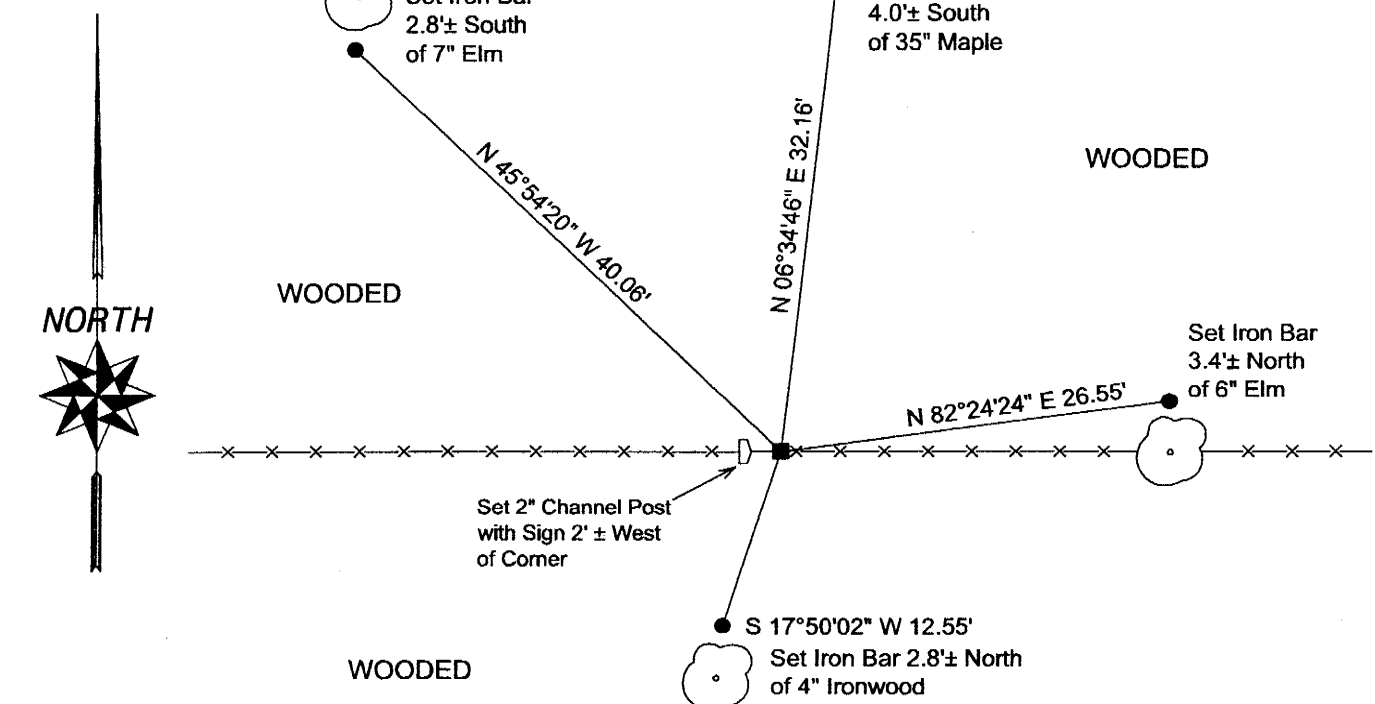 Set Iron Bar
2.8'± South
of 7" Elm
4.0'± South
of 35" Maple
N 45°54'20" W 40.06'
N 06°34'46" E 32.16'
WOODED
WOODED
NORTH
Set Iron Bar
3.4'± North
of 6" Elm
N 82°24'24" E 26.55'
Set 2" Channel Post
with Sign 2' ± West
of Corner
S 17°50'02" W 12.55'
Set Iron Bar 2.8'± North
of 4" Ironwood
WOODED